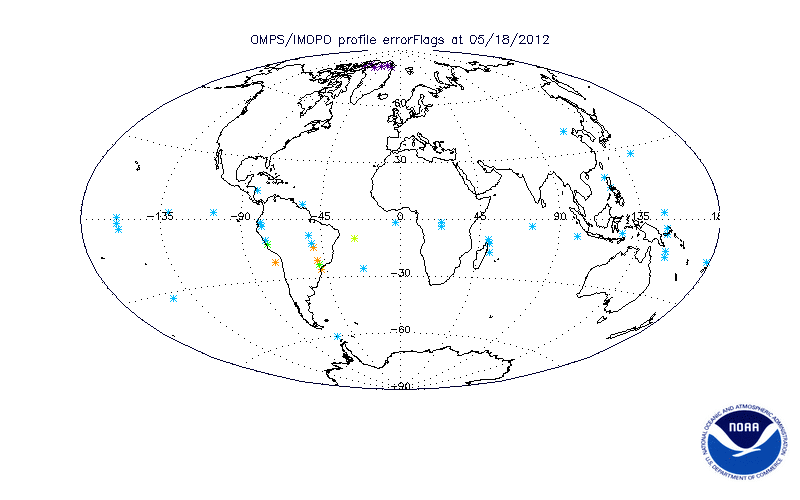 OMPS/IMOPO profile errorFlags at 05/18/2012
60
30
-135 -90 -45 0 45 90 135 18
-30
-60
+90
NATIONAL OCEANIC AND ATMOSPHERIC ADMINISTRATION
NOAA
U.S. DEPARTMENT OF COMMERCE